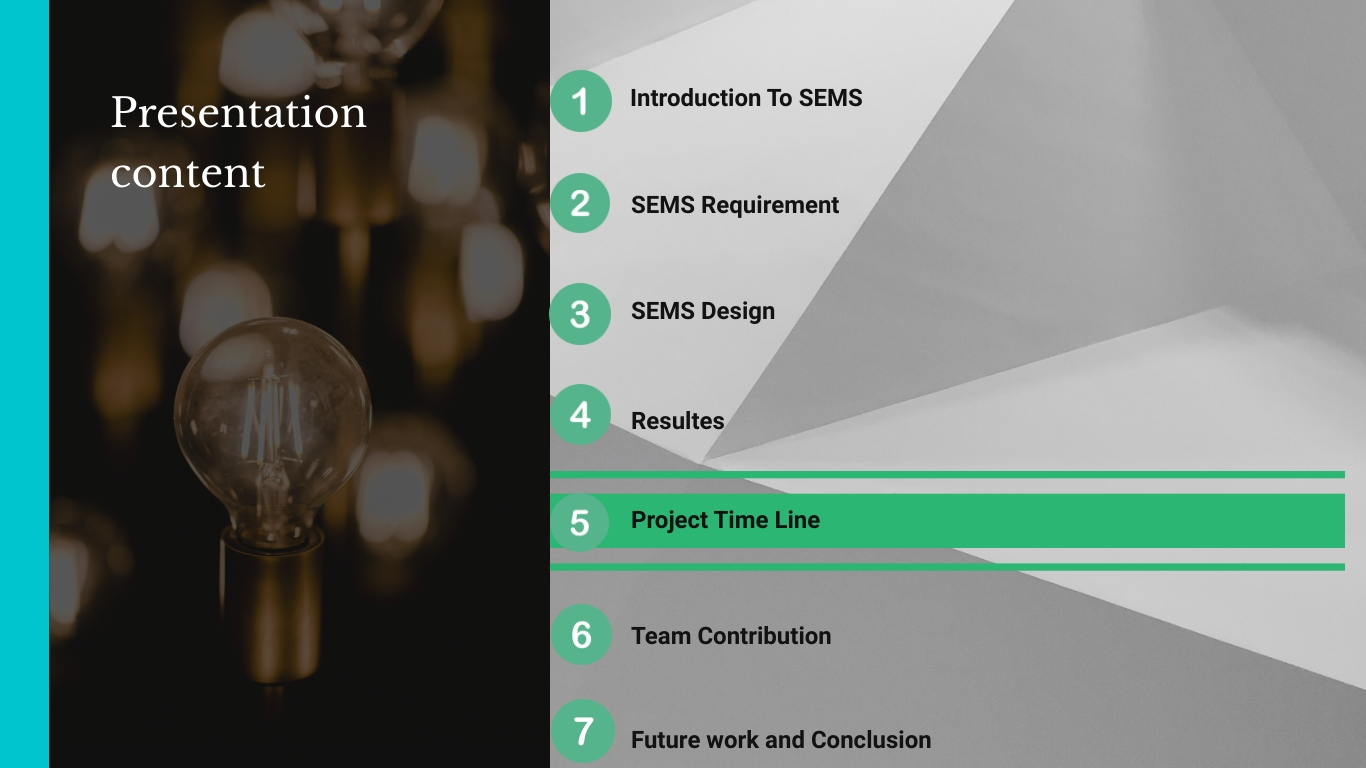 Presentation
content
1 Introduction To SEMS
2 SEMS Requirement
3 SEMS Design
4 Resultes
5 Project Time Line
6 Team Contribution
7 Future work and Conclusion